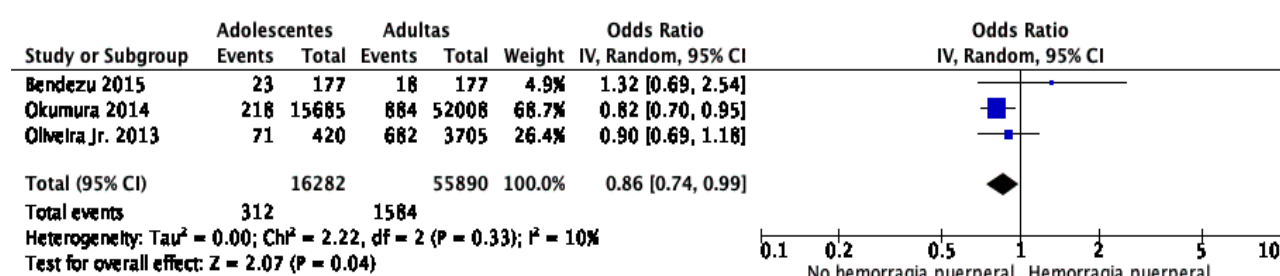 Adolescentes Adultas Odds Ratio Odds Ratio
Study or Subgroup Events Total Events Total Weight IV, Random, 95% CI IV, Random, 95% CI
Bendezu 2015 23 177 18 177 4.9% 1.32 [0.69, 2.54]
Okumura 2014 218 15685 884 52008 68.7% 0.82 [0.70, 0.95]
Oliveira Jr. 2013 71 420 682 3705 26.4% 0.90 [0.69, 1.18]
Total (95% CI) 16282 55890 100.0% 0.86 [0.74, 0.99]
Total events 312 1584
Heterogeneity: Tau² = 0.00; Chi² = 2.22, df = 2 (P = 0.33); I² = 10%
Test for overall effect: Z = 2.07 (P = 0.04)
0.1 0.2 0.5 1 2 5 10
No hemorragia puerperal Hemorragia puerperal